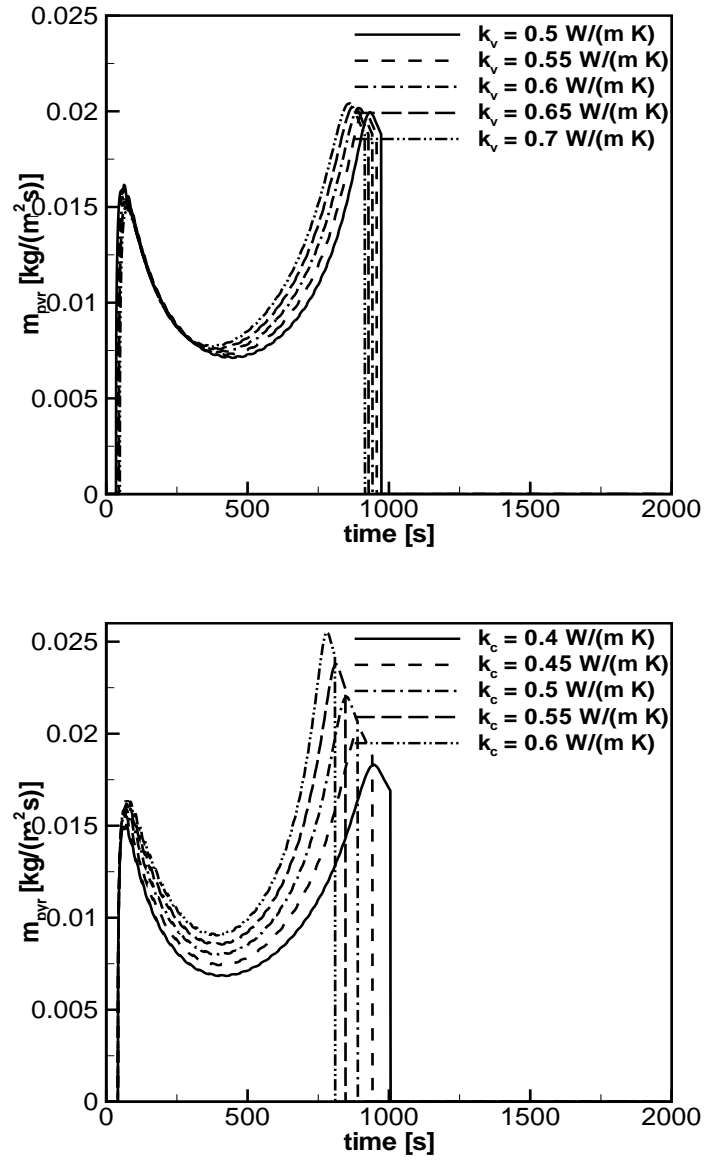 0.025
0.02
0.015
0.01
0.005
0
m_pyr [kg/(m²s)]
k_v = 0.5 W/(m K)
k_v = 0.55 W/(m K)
k_v = 0.6 W/(m K)
k_v = 0.65 W/(m K)
k_v = 0.7 W/(m K)
0 500 1000 1500 2000
time [s]
0.025
0.02
0.015
0.01
0.005
0
m_pyr [kg/(m²s)]
k_c = 0.4 W/(m K)
k_c = 0.45 W/(m K)
k_c = 0.5 W/(m K)
k_c = 0.55 W/(m K)
k_c = 0.6 W/(m K)
0 500 1000 1500 2000
time [s]